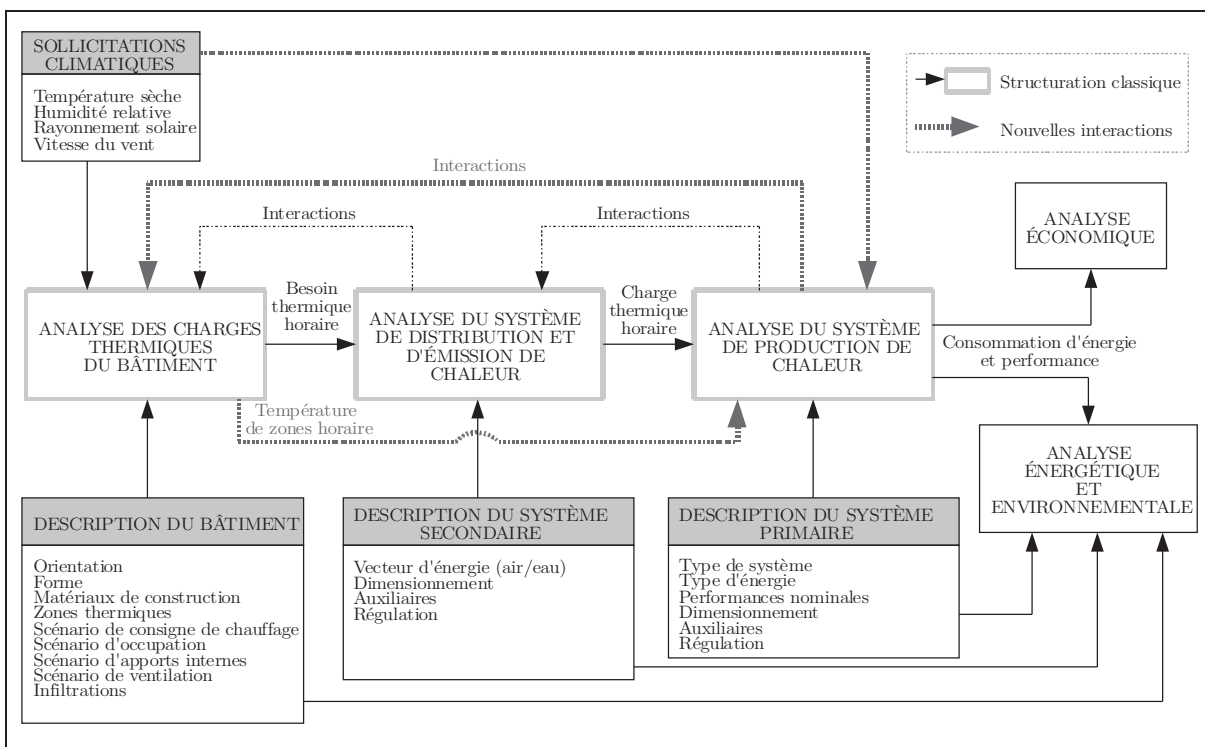 SOLLICITATIONS
CLIMATIQUES
Température sèche
Humidité relative
Rayonnement solaire
Vitesse du vent
Structuration classique
Nouvelles interactions
Interactions
Interactions
Interactions
ANALYSE
ÉCONOMIQUE
ANALYSE DES CHARGES
THERMIQUES
DU BÂTIMENT
Besoin
thermique
horaire
ANALYSE DU SYSTÈME
DE DISTRIBUTION ET
D'ÉMISSION DE
CHALEUR
Charge
thermique
horaire
ANALYSE DU SYSTÈME
DE PRODUCTION DE
CHALEUR
Consommation d'énergie
et performance
Température
de zones horaire
ANALYSE
ÉNERGÉTIQUE
ET
ENVIRONNEMENTALE
DESCRIPTION DU BÂTIMENT
Orientation
Forme
Matériaux de construction
Zones thermiques
Scénario de consigne de chauffage
Scénario d'occupation
Scénario d'apports internes
Scénario de ventilation
Infiltrations
DESCRIPTION DU SYSTÈME
SECONDAIRE
Vecteur d'énergie (air/eau)
Dimensionnement
Auxiliaires
Régulation
DESCRIPTION DU SYSTÈME
PRIMAIRE
Type de système
Type d'énergie
Performances nominales
Dimensionnement
Auxiliaires
Régulation